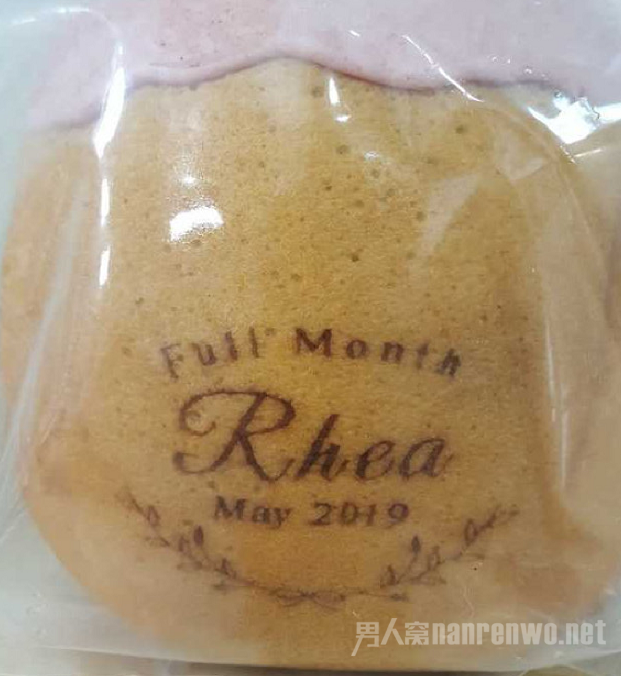 Full Month
Rhea
May 2019
男人窝nanrenwo.net